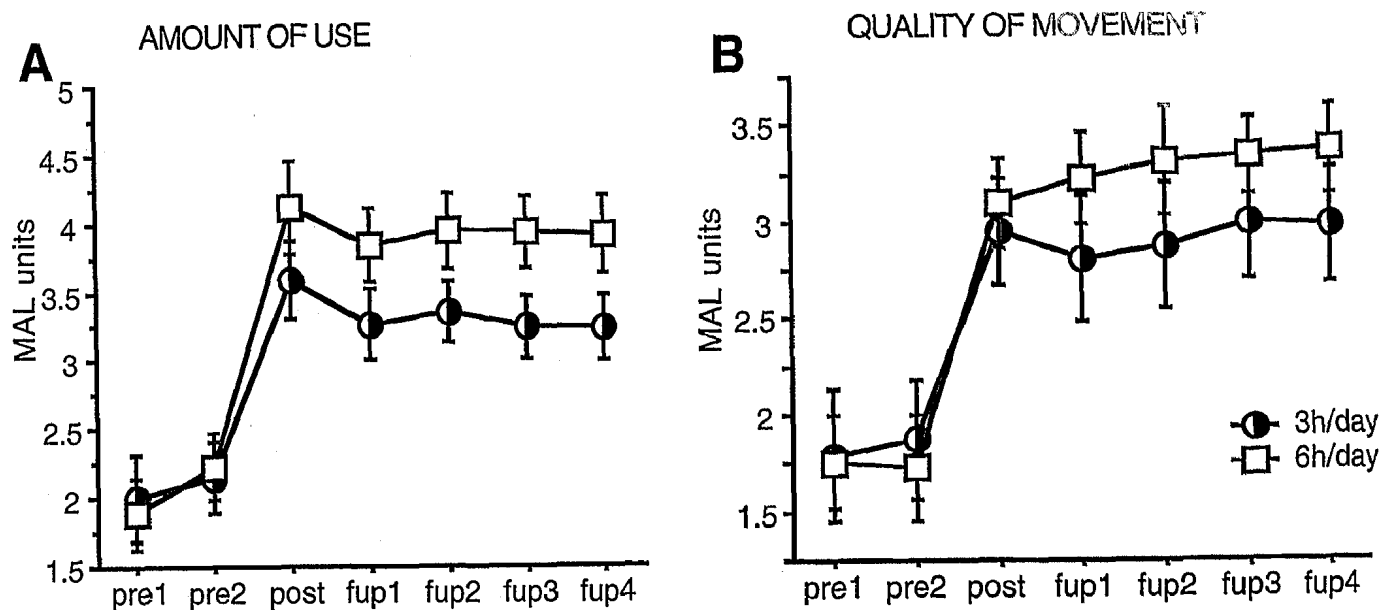 AMOUNT OF USE
A
5
4.5
4
3.5
3
2.5
2
1.5
MAL units
pre1 pre2 post fup1 fup2 fup3 fup4
QUALITY OF MOVEMENT
B
3.5
3
2.5
2
1.5
MAL units
3h/day
6h/day
pre1 pre2 post fup1 fup2 fup3 fup4